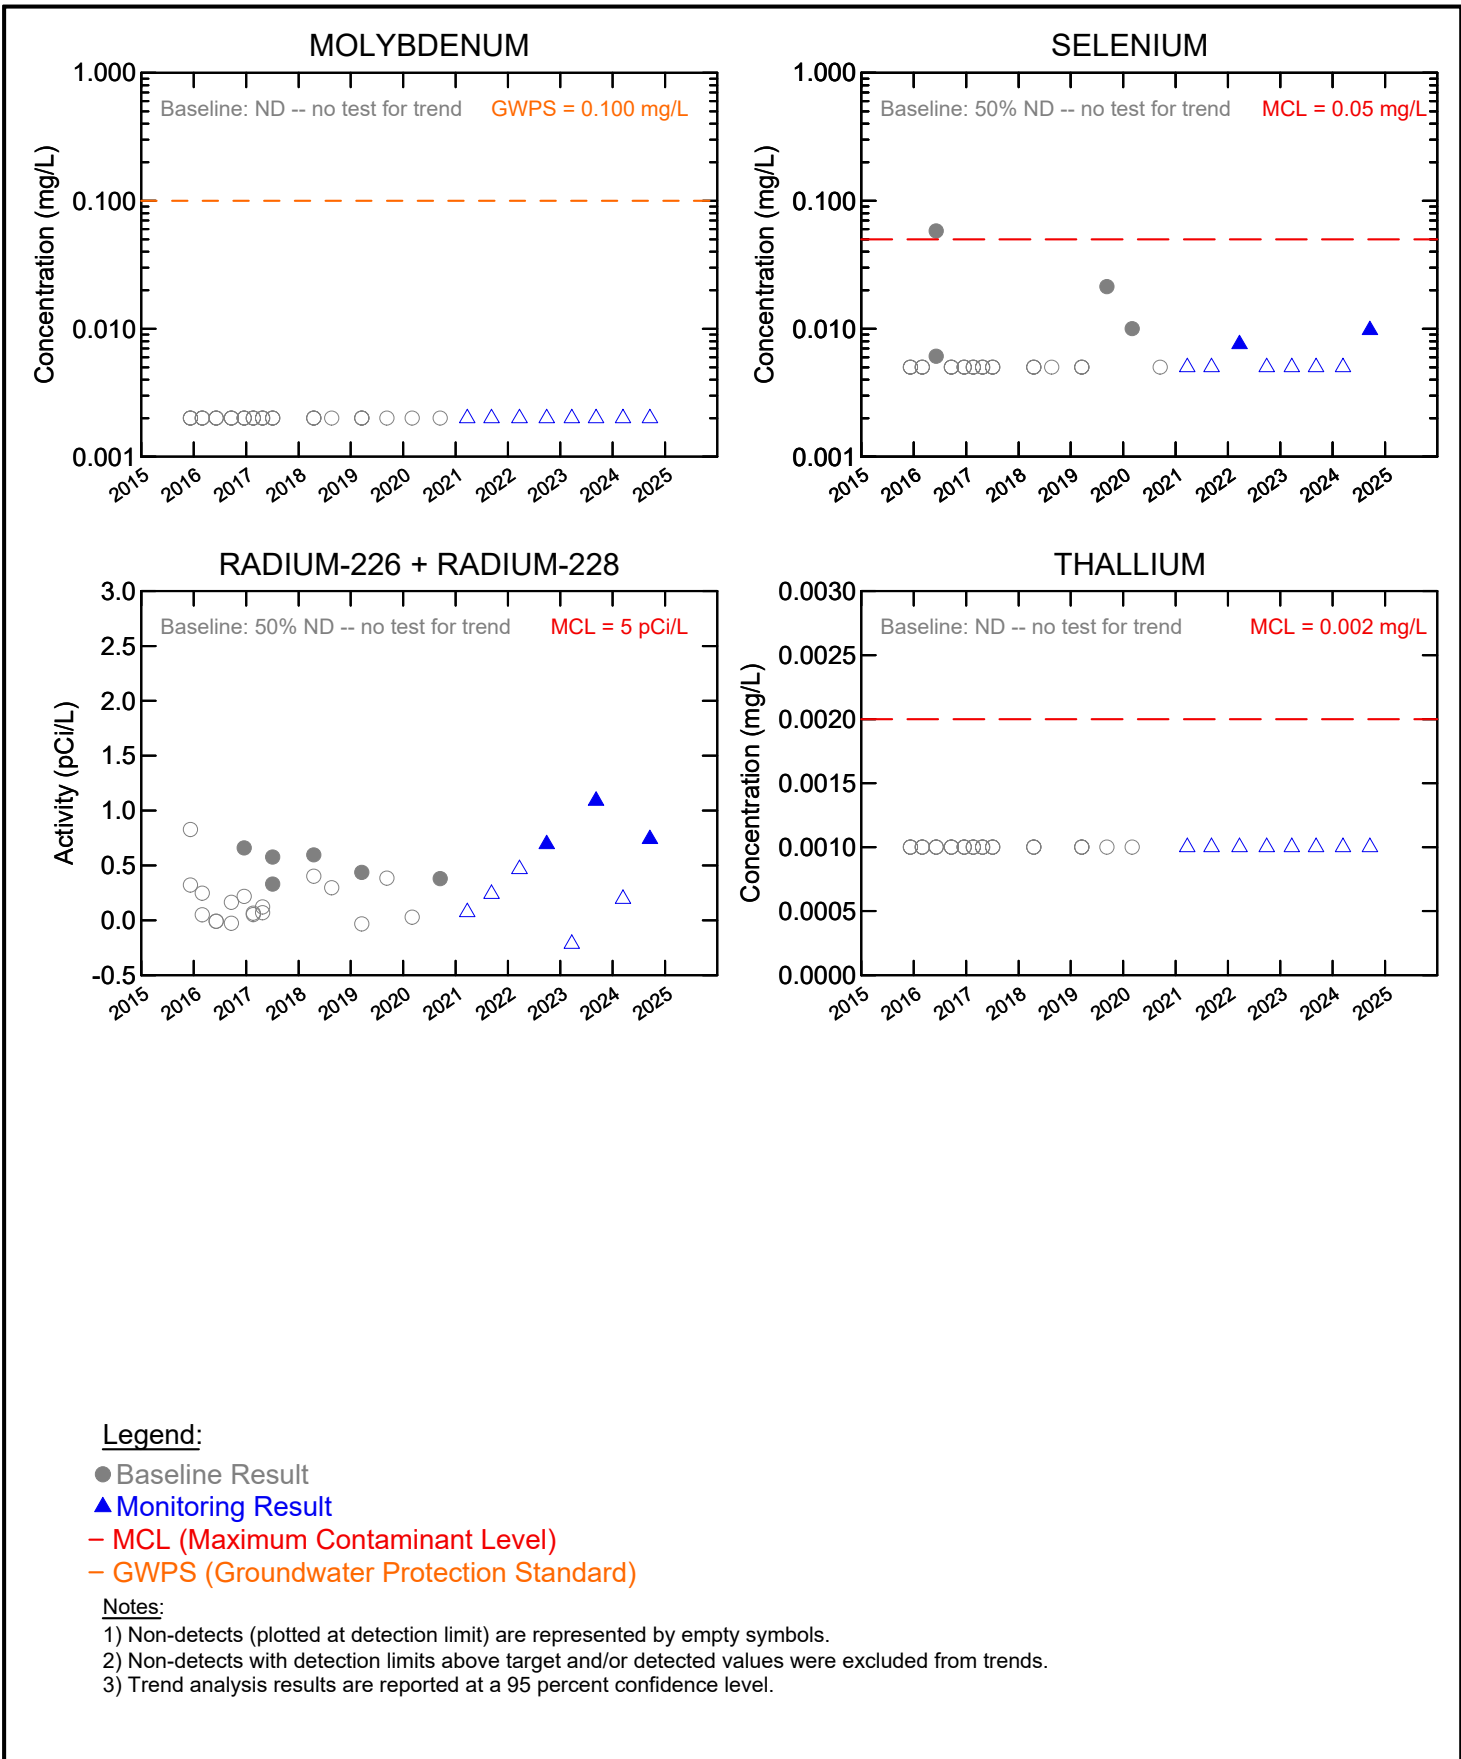 MOLYBDENUM
Baseline: ND -- no test for trend
GWPS = 0.100 mg/L
Concentration (mg/L)
1.000
0.100
0.010
0.001
2015
2016
2017
2018
2019
2020
2021
2022
2023
2024
2025
SELENIUM
Baseline: 50% ND -- no test for trend
MCL = 0.05 mg/L
Concentration (mg/L)
1.000
0.100
0.010
0.001
2015
2016
2017
2018
2019
2020
2021
2022
2023
2024
2025
RADIUM-226 + RADIUM-228
Baseline: 50% ND -- no test for trend
MCL = 5 pCi/L
Activity (pCi/L)
3.0
2.5
2.0
1.5
1.0
0.5
0.0
-0.5
2015
2016
2017
2018
2019
2020
2021
2022
2023
2024
2025
THALLIUM
Baseline: ND -- no test for trend
MCL = 0.002 mg/L
Concentration (mg/L)
0.0030
0.0025
0.0020
0.0015
0.0010
0.0005
0.0000
2015
2016
2017
2018
2019
2020
2021
2022
2023
2024
2025
Legend:
Baseline Result
Monitoring Result
MCL (Maximum Contaminant Level)
GWPS (Groundwater Protection Standard)
Notes:
1) Non-detects (plotted at detection limit) are represented by empty symbols.
2) Non-detects with detection limits above target and/or detected values were excluded from trends.
3) Trend analysis results are reported at a 95 percent confidence level.